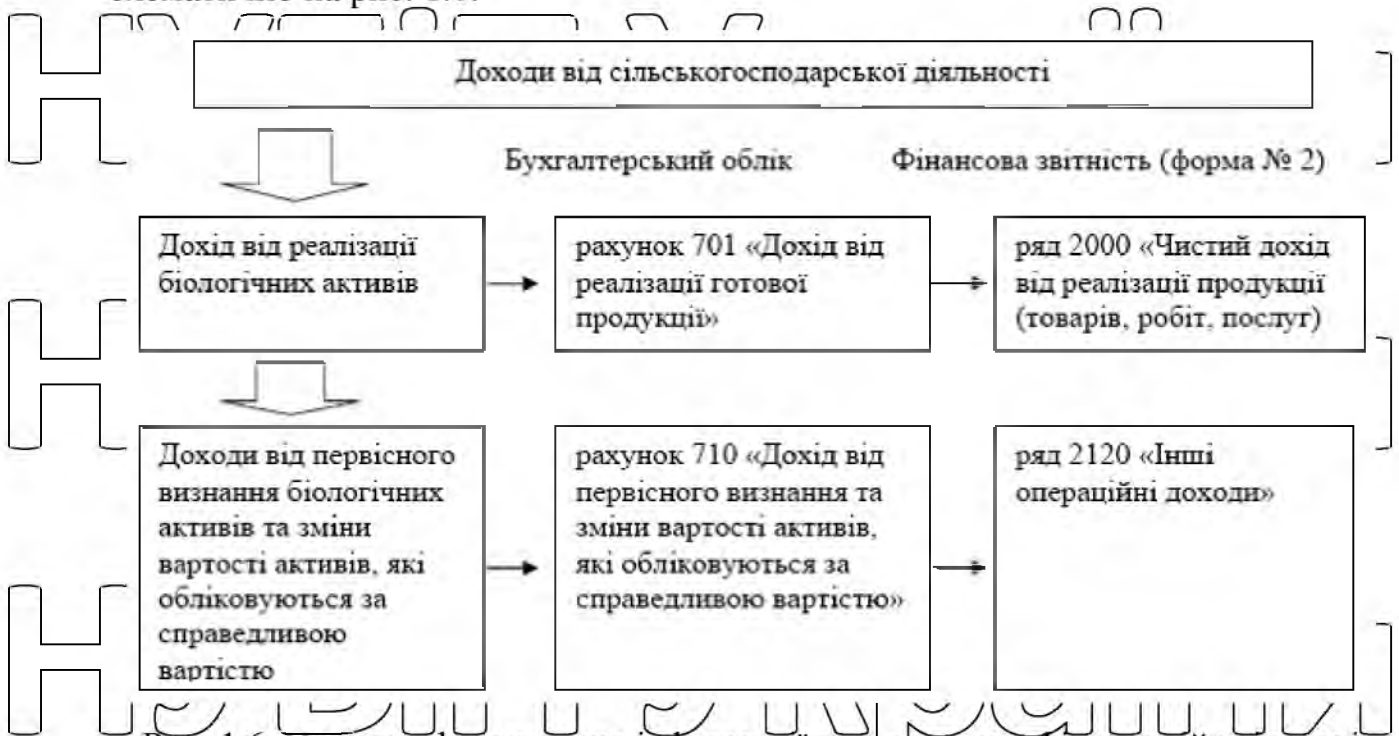 Доходи від сільськогосподарської діяльності
Бухгалтерський облік
Фінансова звітність (форма № 2)
Дохід від реалізації
біологічних активів
рахунок 701 «Дохід від
реалізації готової
продукції»
ряд 2000 «Чистий дохід
від реалізації продукції
(товарів, робіт, послуг)
Доходи від первісного
визнання біологічних
активів та зміни
вартості активів, які
обліковуються за
справедливою
вартістю
рахунок 710 «Дохід від
первісного визнання та
зміни вартості активів,
які обліковуються за
справедливою вартістю»
ряд 2120 «Інші
операційні доходи»